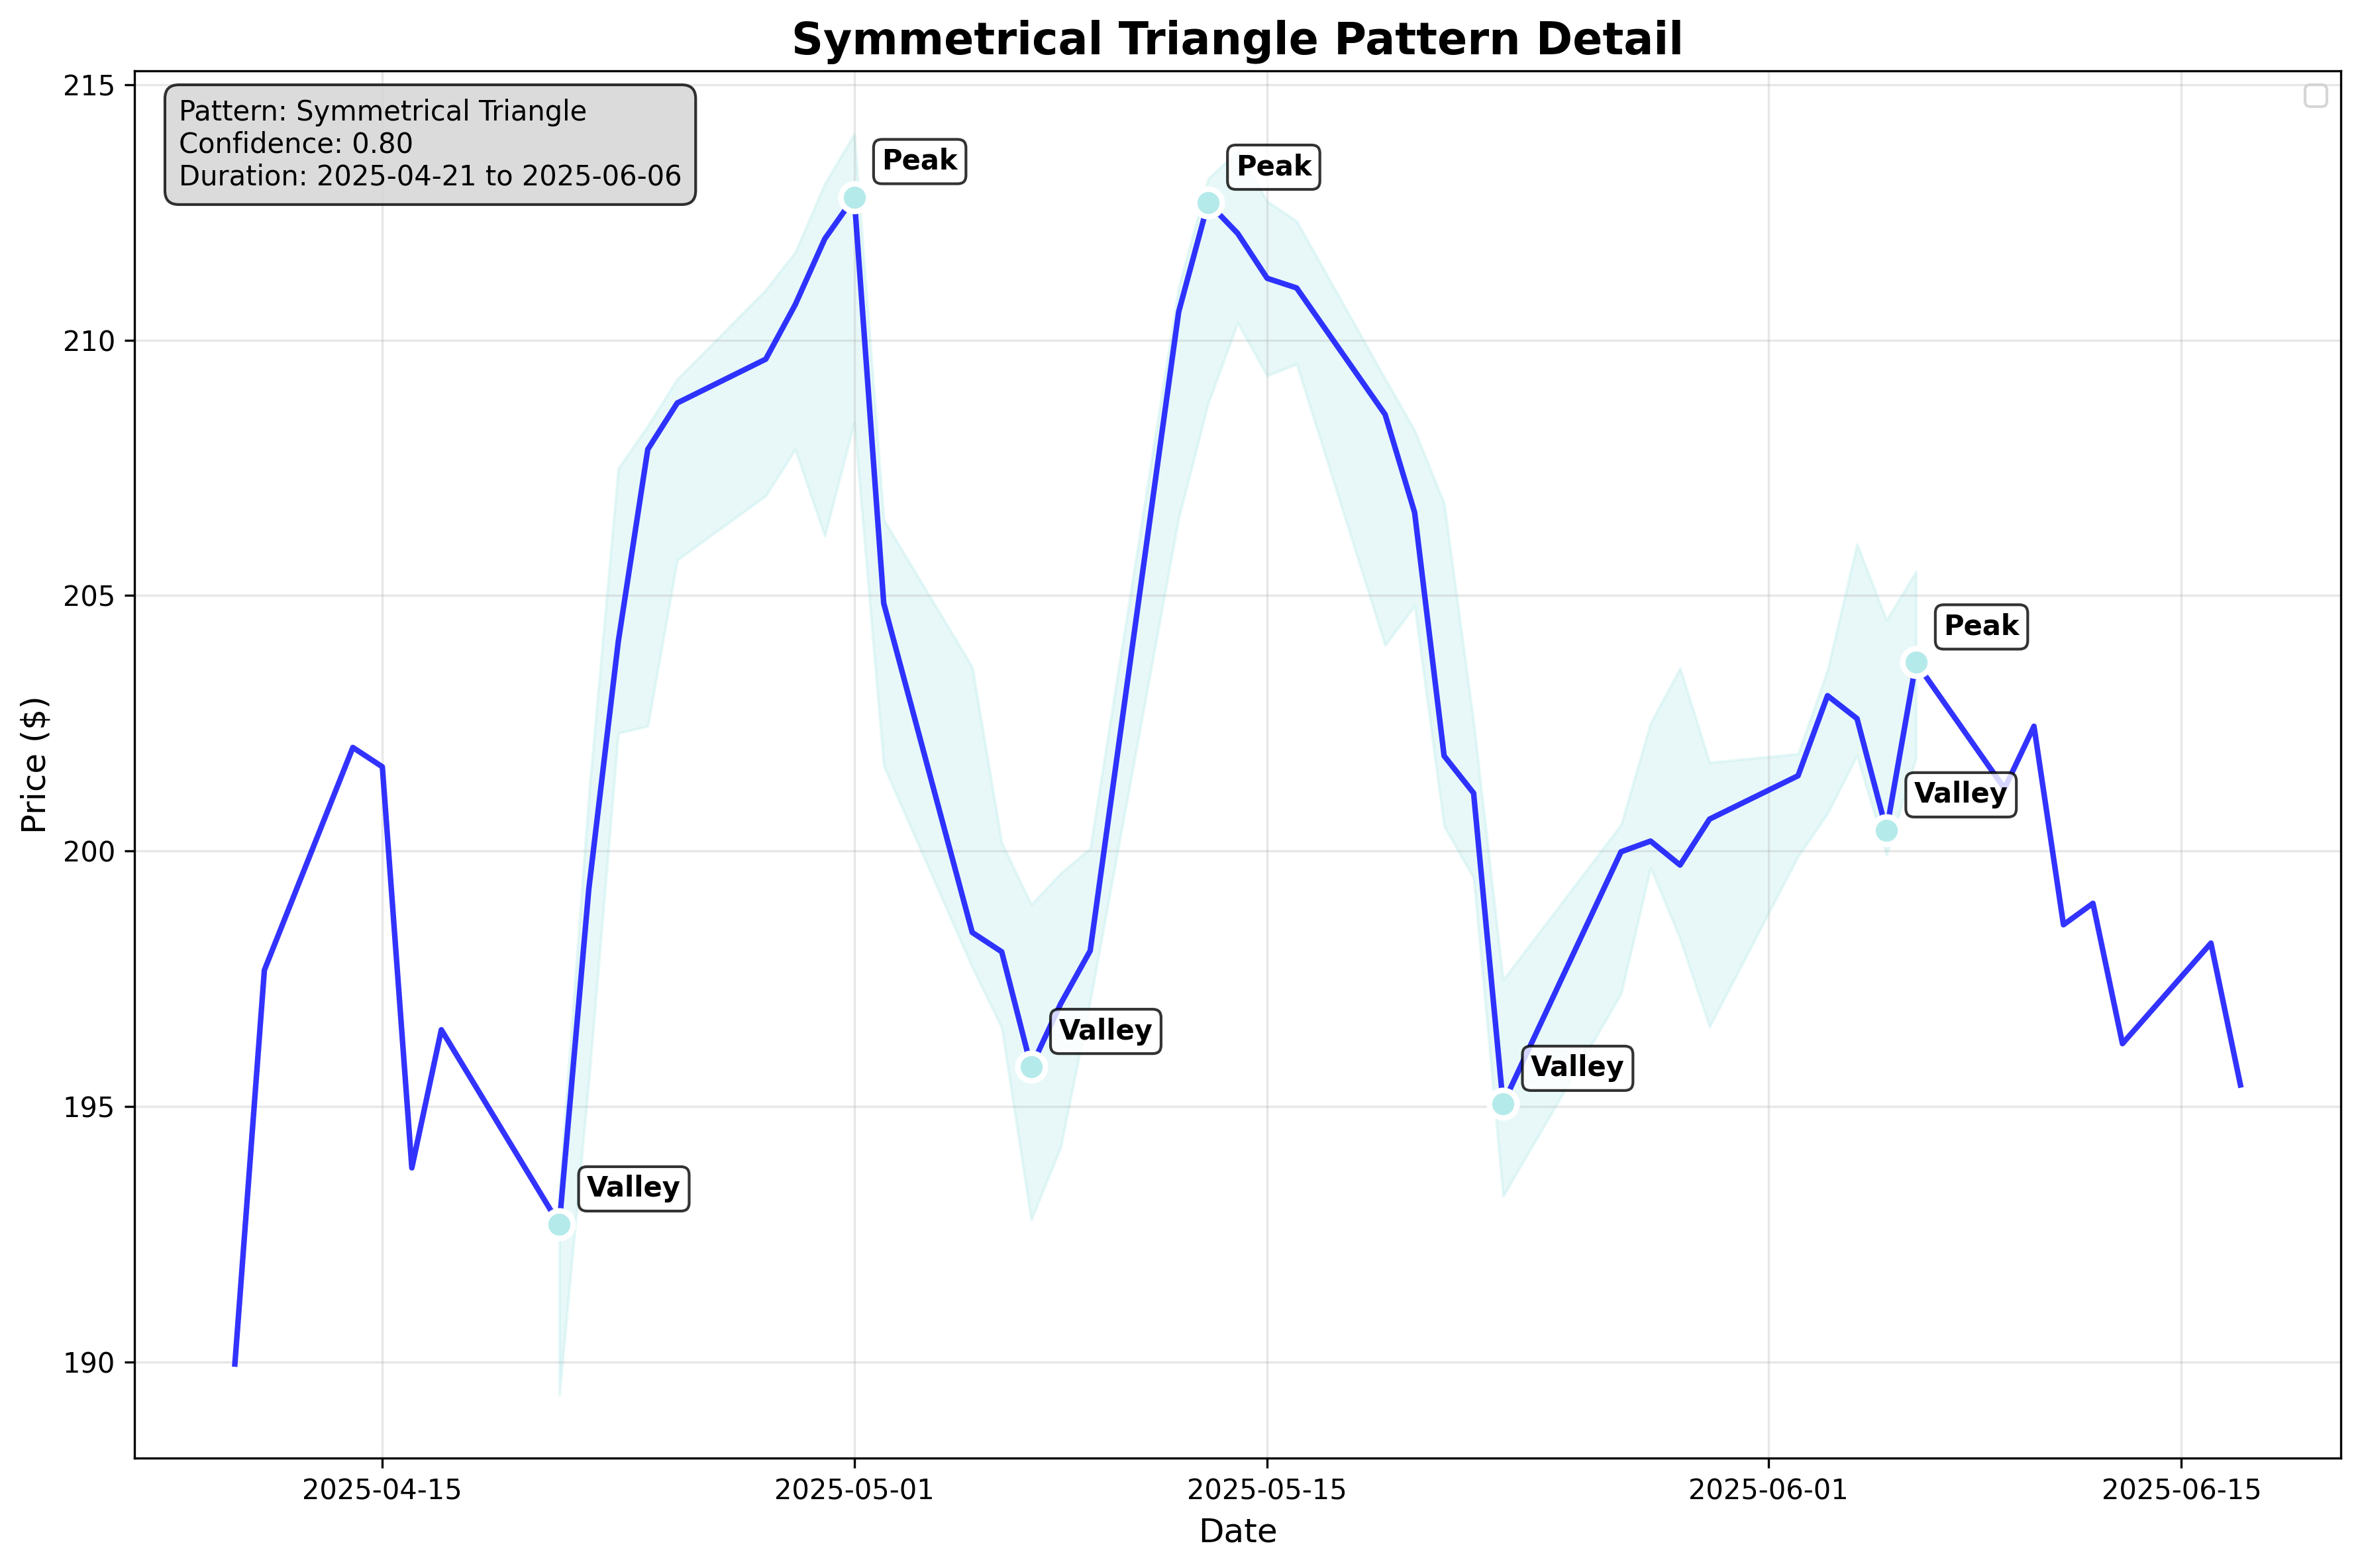 Symmetrical Triangle Pattern Detail
Pattern: Symmetrical Triangle
Confidence: 0.80
Duration: 2025-04-21 to 2025-06-06
Peak
Peak
Peak
Valley
Valley
Valley
Valley
215
210
205
200
195
190
Price ($)
2025-04-15
2025-05-01
2025-05-15
2025-06-01
2025-06-15
Date